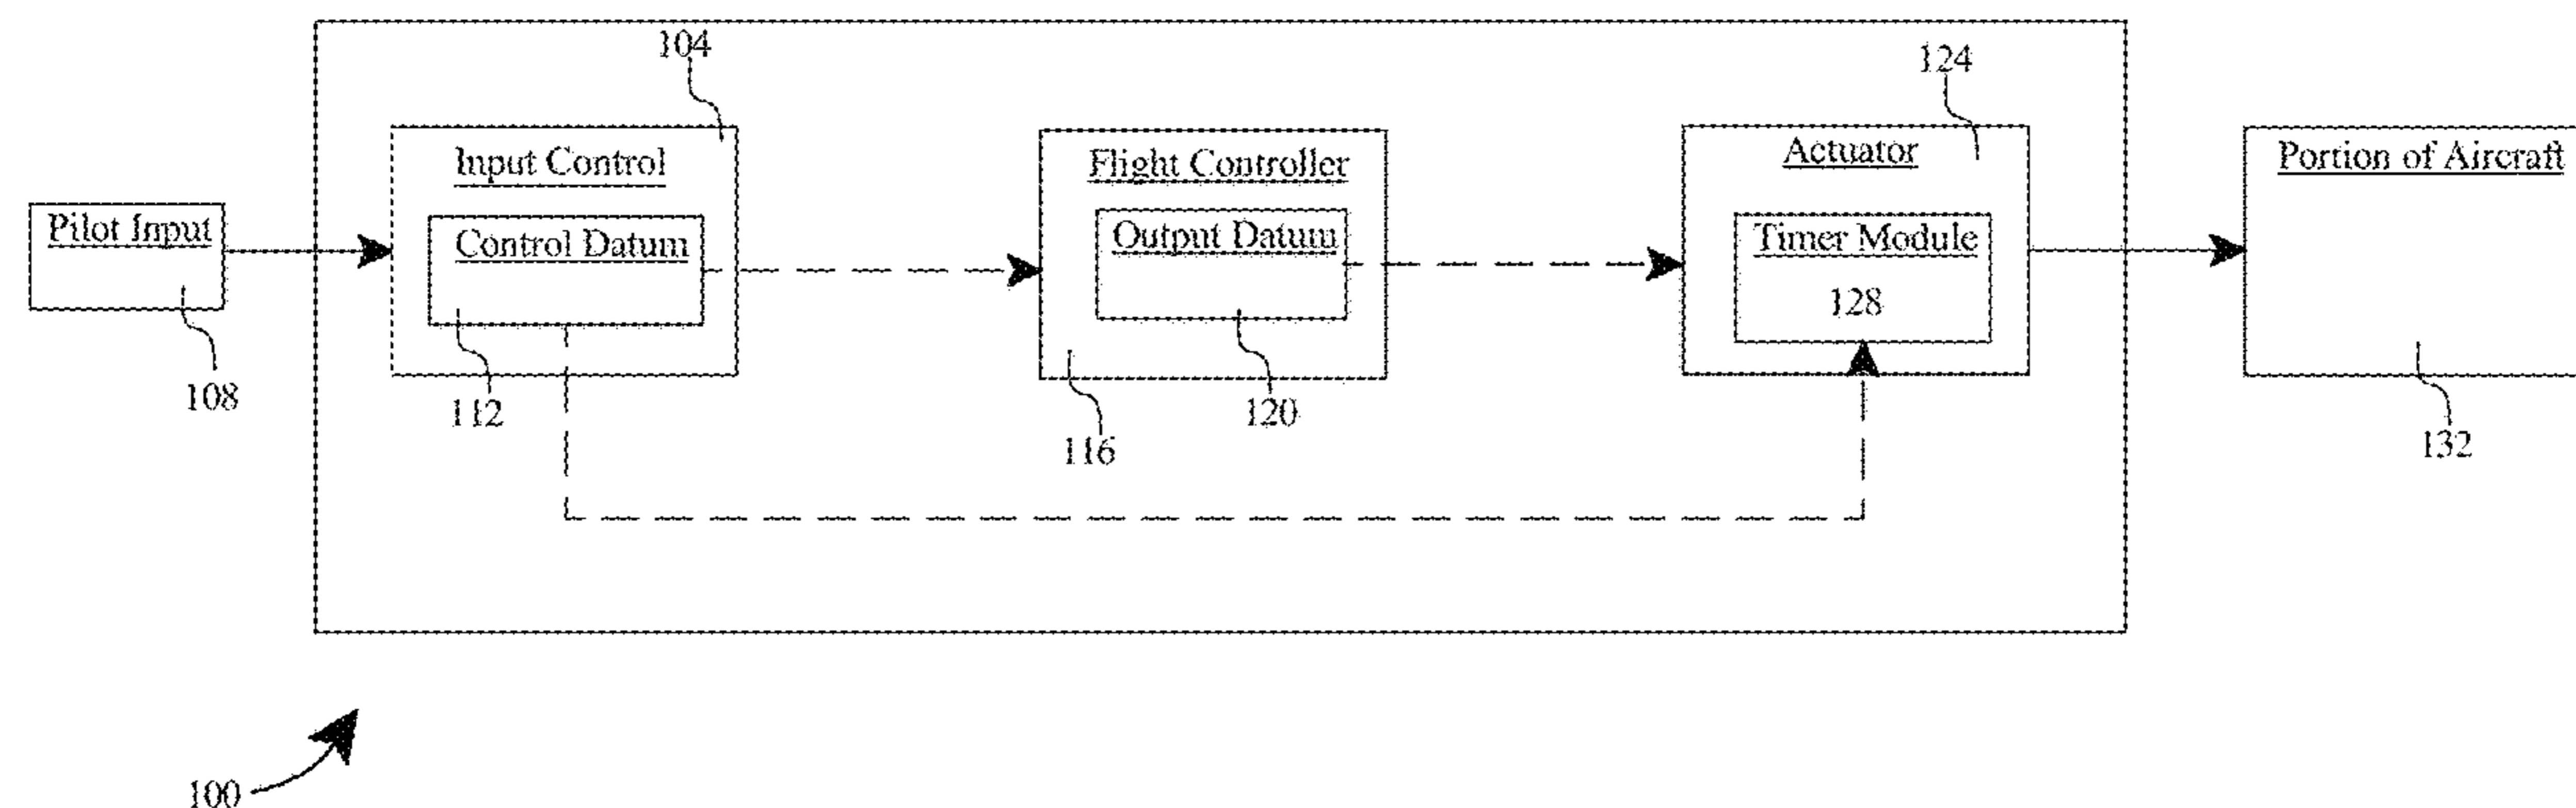 104
124
Input Control
Flight Controller
Actuator
Portion of Aircraft
Pilot Input
Control Datum
Output Datum
Timer Module
128
108
112
120
116
132
100